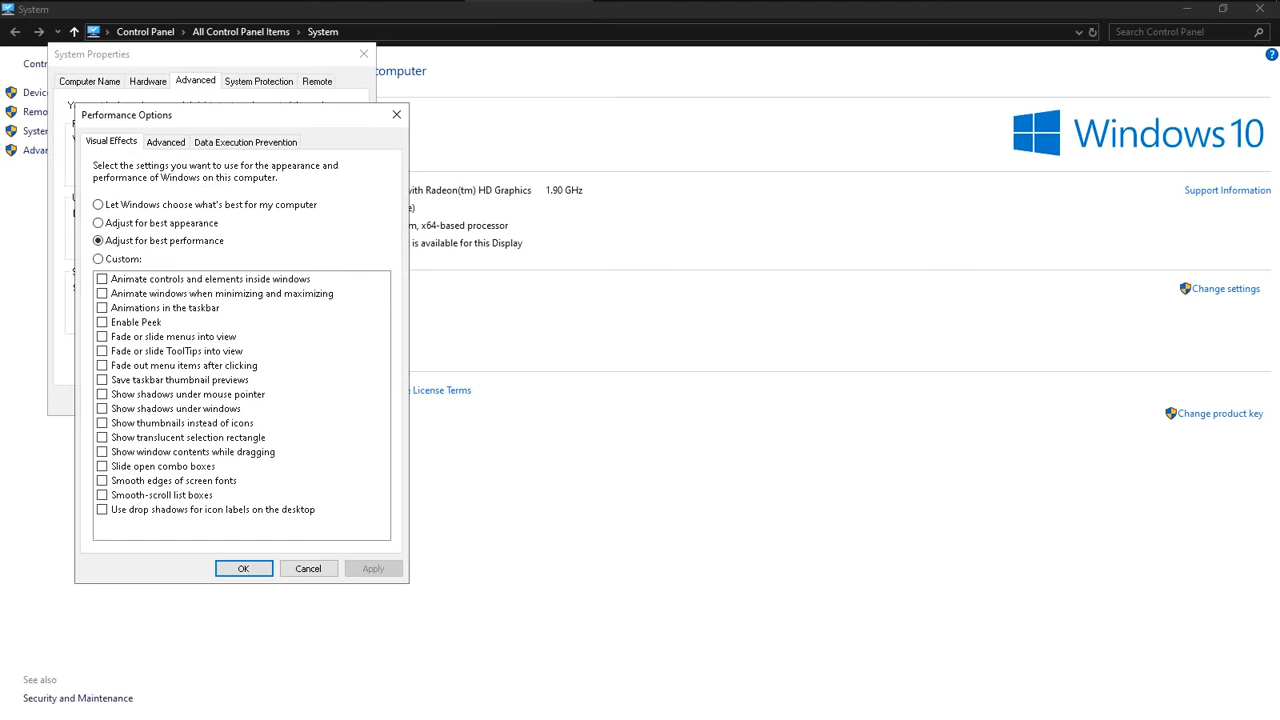 System
Control Panel
All Control Panel Items
System
Search Control Panel
System Properties
Computer Name
Hardware
Advanced
System Protection
Remote
computer
Performance Options
Visual Effects
Advanced
Data Execution Prevention
Select the settings you want to use for the appearance and
performance of Windows on this computer.
Let Windows choose what's best for my computer
Adjust for best appearance
Adjust for best performance
Custom:
Animate controls and elements inside windows
Animate windows when minimizing and maximizing
Animations in the taskbar
Enable Peek
Fade or slide menus into view
Fade or slide ToolTips into view
Fade out menu items after clicking
Save taskbar thumbnail previews
Show shadows under mouse pointer
Show shadows under windows
Show thumbnails instead of icons
Show translucent selection rectangle
Show window contents while dragging
Slide open combo boxes
Smooth edges of screen fonts
Smooth-scroll list boxes
Use drop shadows for icon labels on the desktop
OK
Cancel
Apply
Windows 10
with Radeon(tm) HD Graphics 1.90 GHz
Support Information
e)
m, x64-based processor
is available for this Display
Change settings
e License Terms
Change product key
See also
Security and Maintenance